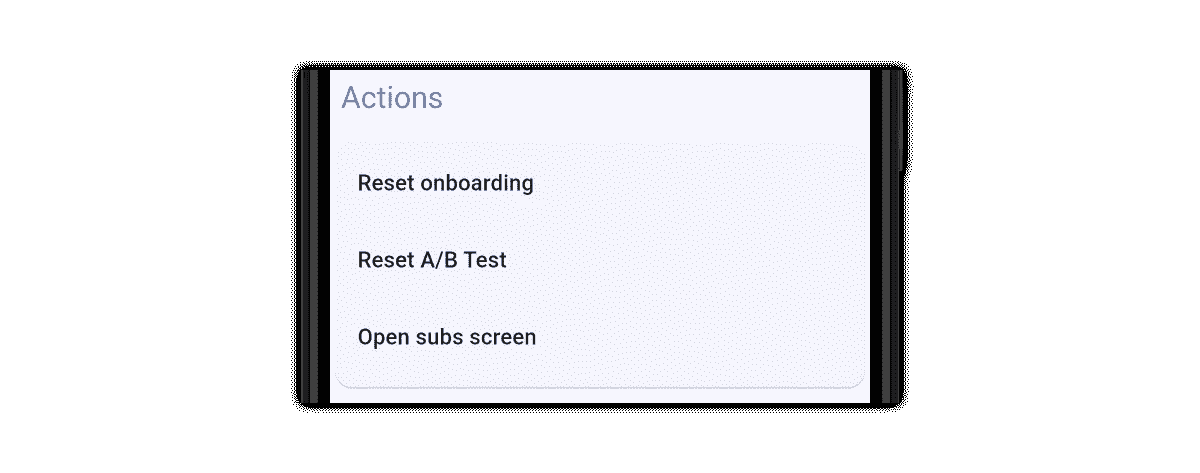 Actions
Reset onboarding
Reset A/B Test
Open subs screen